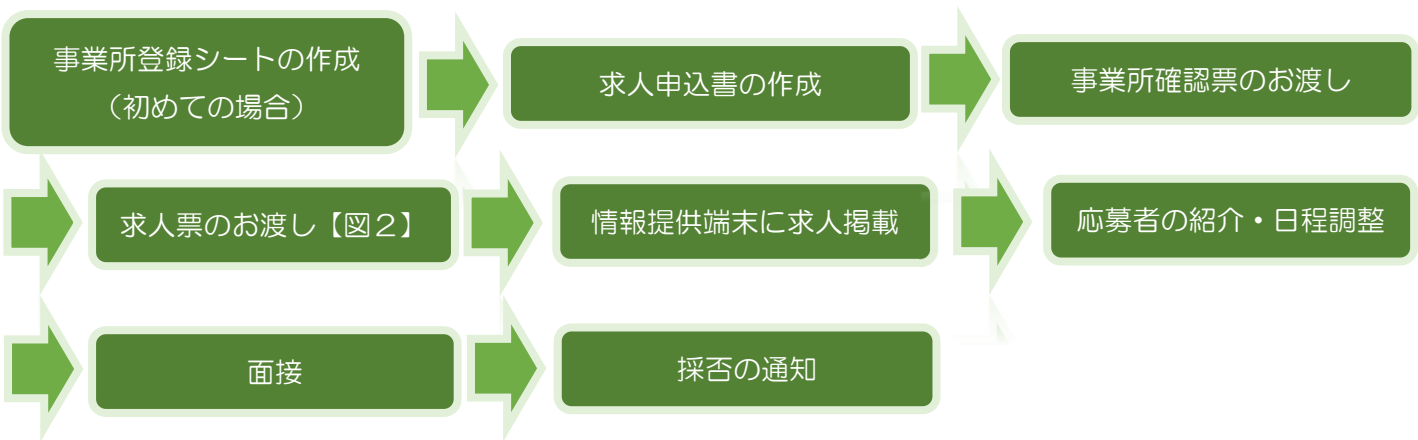 事業所登録シートの作成
（初めての場合）
求人申込書の作成
事業所確認票のお渡し
求人票のお渡し【図２】
情報提供端末に求人掲載
応募者の紹介・日程調整
面接
採否の通知